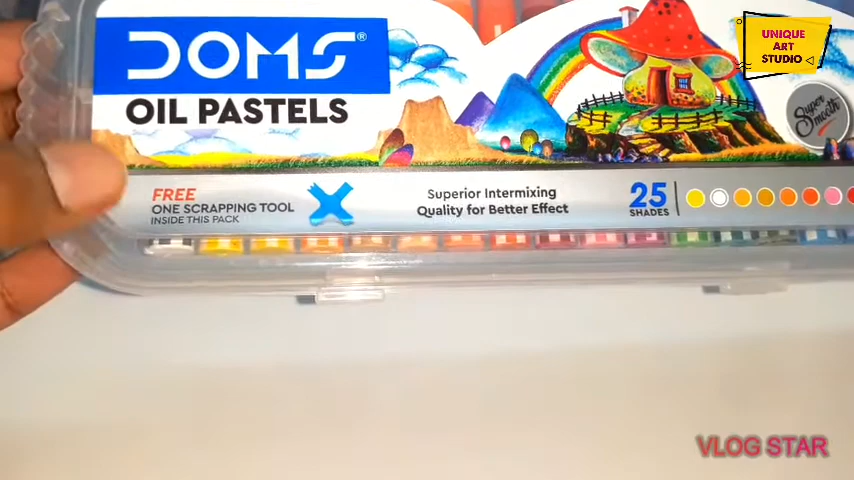 DOMS®
OIL PASTELS
UNIQUE
ART
STUDIO
Super
Smooth
FREE
ONE SCRAPPING TOOL
INSIDE THIS PACK
Superior Intermixing
Quality for Better Effect
25
SHADES
VLOG STAR